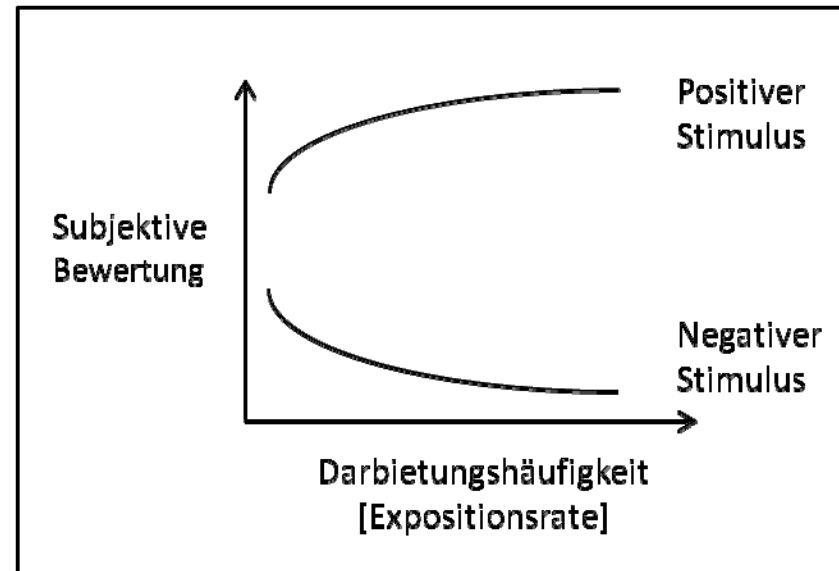 Positiver
Stimulus
Subjektive
Bewertung
Negativer
Stimulus
Darbietungshäufigkeit
[Expositionsrate]